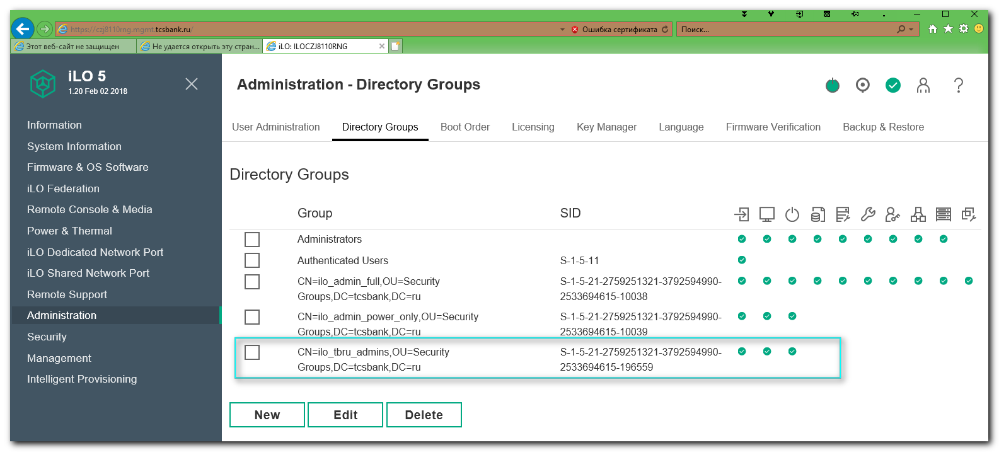 https://czj8110rng.mgmt.tcsbank.ru/
Ошибка сертификата
Поиск...
Этот веб-сайт не защищен
Не удается открыть эту стран...
iLO: ILOCZJ8110RNG
iLO 5
1.20 Feb 02 2018
Information
System Information
Firmware & OS Software
iLO Federation
Remote Console & Media
Power & Thermal
iLO Dedicated Network Port
iLO Shared Network Port
Remote Support
Administration
Security
Management
Intelligent Provisioning
Administration - Directory Groups
User Administration
Directory Groups
Boot Order
Licensing
Key Manager
Language
Firmware Verification
Backup & Restore
Directory Groups
Group
SID
Administrators
Authenticated Users
S-1-5-11
CN=ilo_admin_full,OU=Security
Groups,DC=tcsbank,DC=ru
S-1-5-21-2759251321-3792594990-
2533694615-10038
CN=ilo_admin_power_only,OU=Security
Groups,DC=tcsbank,DC=ru
S-1-5-21-2759251321-3792594990-
2533694615-10039
CN=ilo_tbru_admins,OU=Security
Groups,DC=tcsbank,DC=ru
S-1-5-21-2759251321-3792594990-
2533694615-196559
New
Edit
Delete